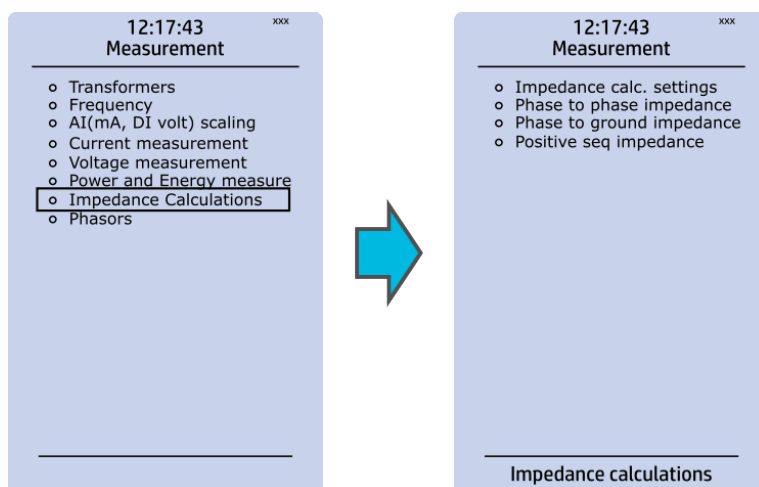 12:17:43
xxx
Measurement
Transformers
Frequency
AI(mA, DI volt) scaling
Current measurement
Voltage measurement
Power and Energy measure
Impedance Calculations
Phasors
12:17:43
xxx
Measurement
Impedance calc. settings
Phase to phase impedance
Phase to ground impedance
Positive seq impedance
Impedance calculations